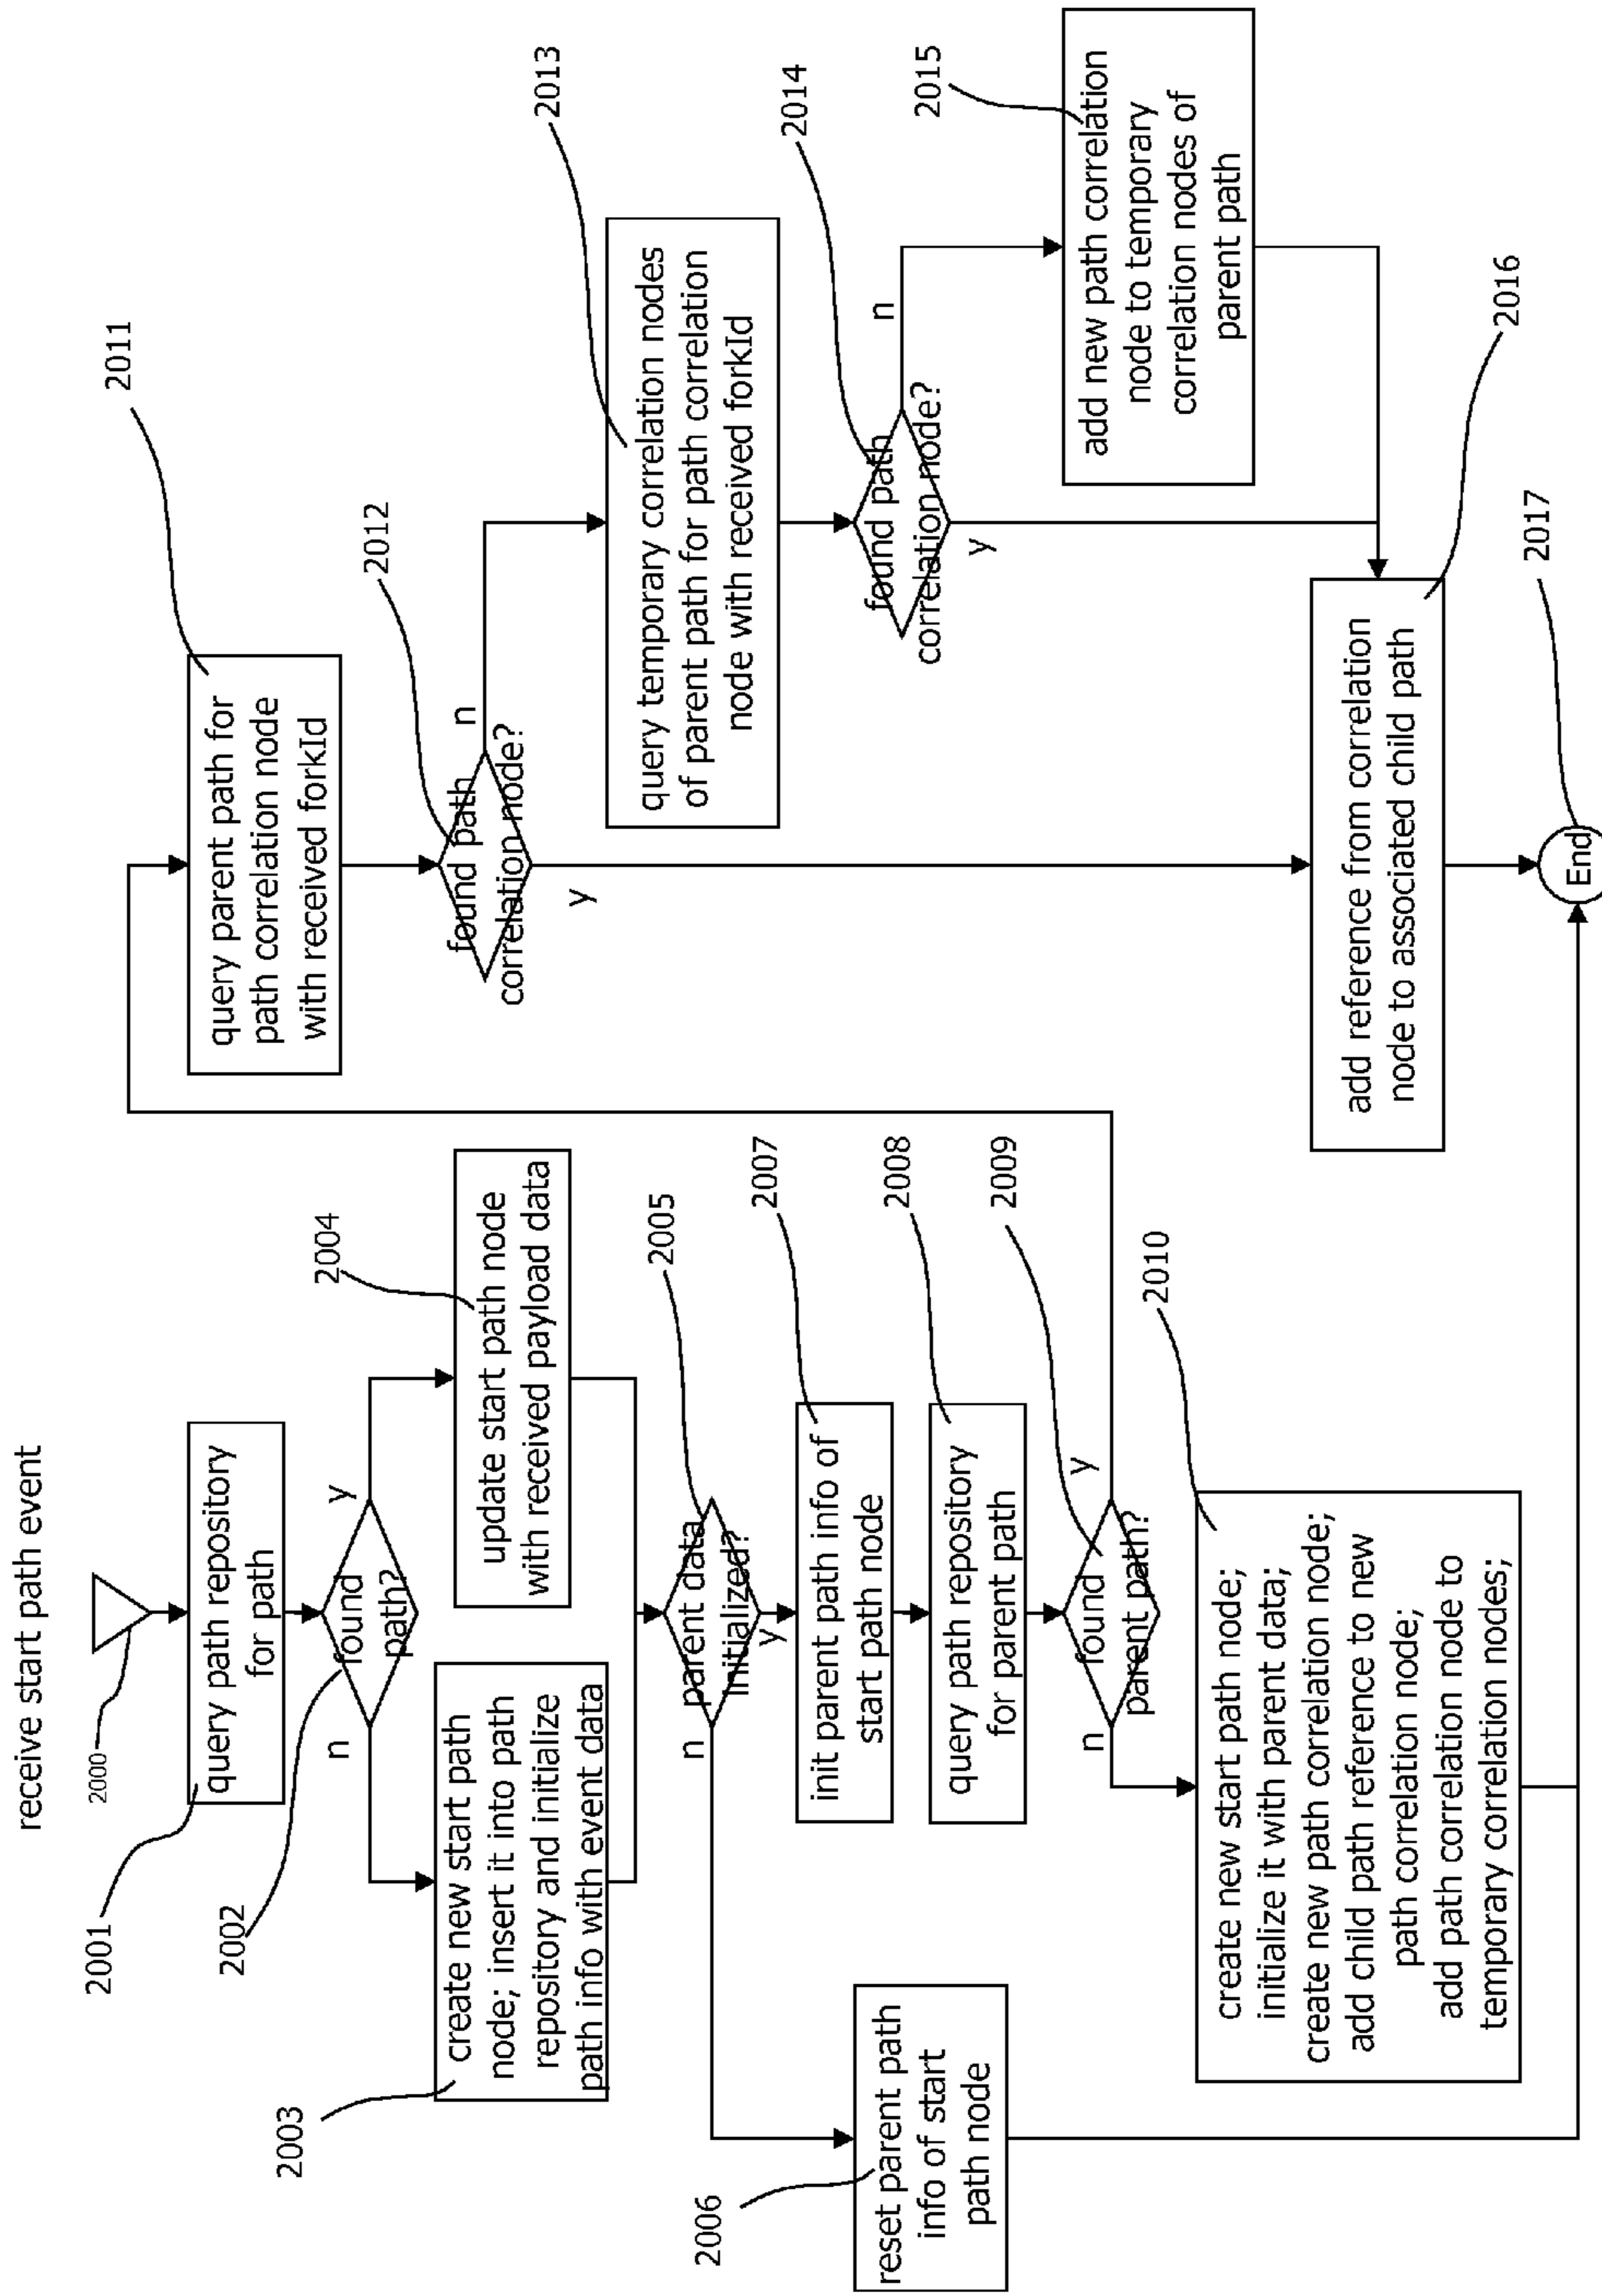 receive start path event
2000
2001
query path repository
for path
2002
found
path?
n
y
2003
create new start path
node; insert it into path
repository and initialize
path info with event data
2004
update start path node
with received payload data
2005
parent data
initialized?
n
y
2006
reset parent path
info of start
path node
2007
init parent path info of
start path node
2008
query path repository
for parent path
2009
found
parent path?
n
y
2010
create new start path node;
initialize it with parent data;
create new path correlation node;
add child path reference to new
path correlation node;
add path correlation node to
temporary correlation nodes;
2011
query parent path for
path correlation node
with received forkId
2012
found path
correlation node?
n
y
2013
query temporary correlation nodes
of parent path for path correlation
node with received forkId
2014
found path
correlation node?
n
y
2015
add new path correlation
node to temporary
correlation nodes of
parent path
2016
add reference from correlation
node to associated child path
2017
End